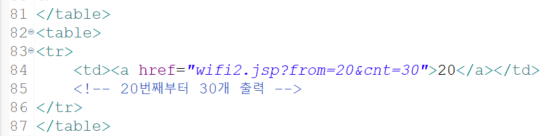 81 </table>
82 <table>
83 <tr>
84 <td><a href="wifi2.jsp?from=20&cnt=30">20</a></td>
85 <!-- 20번째부터 30개 출력 -->
86 </tr>
87 </table>